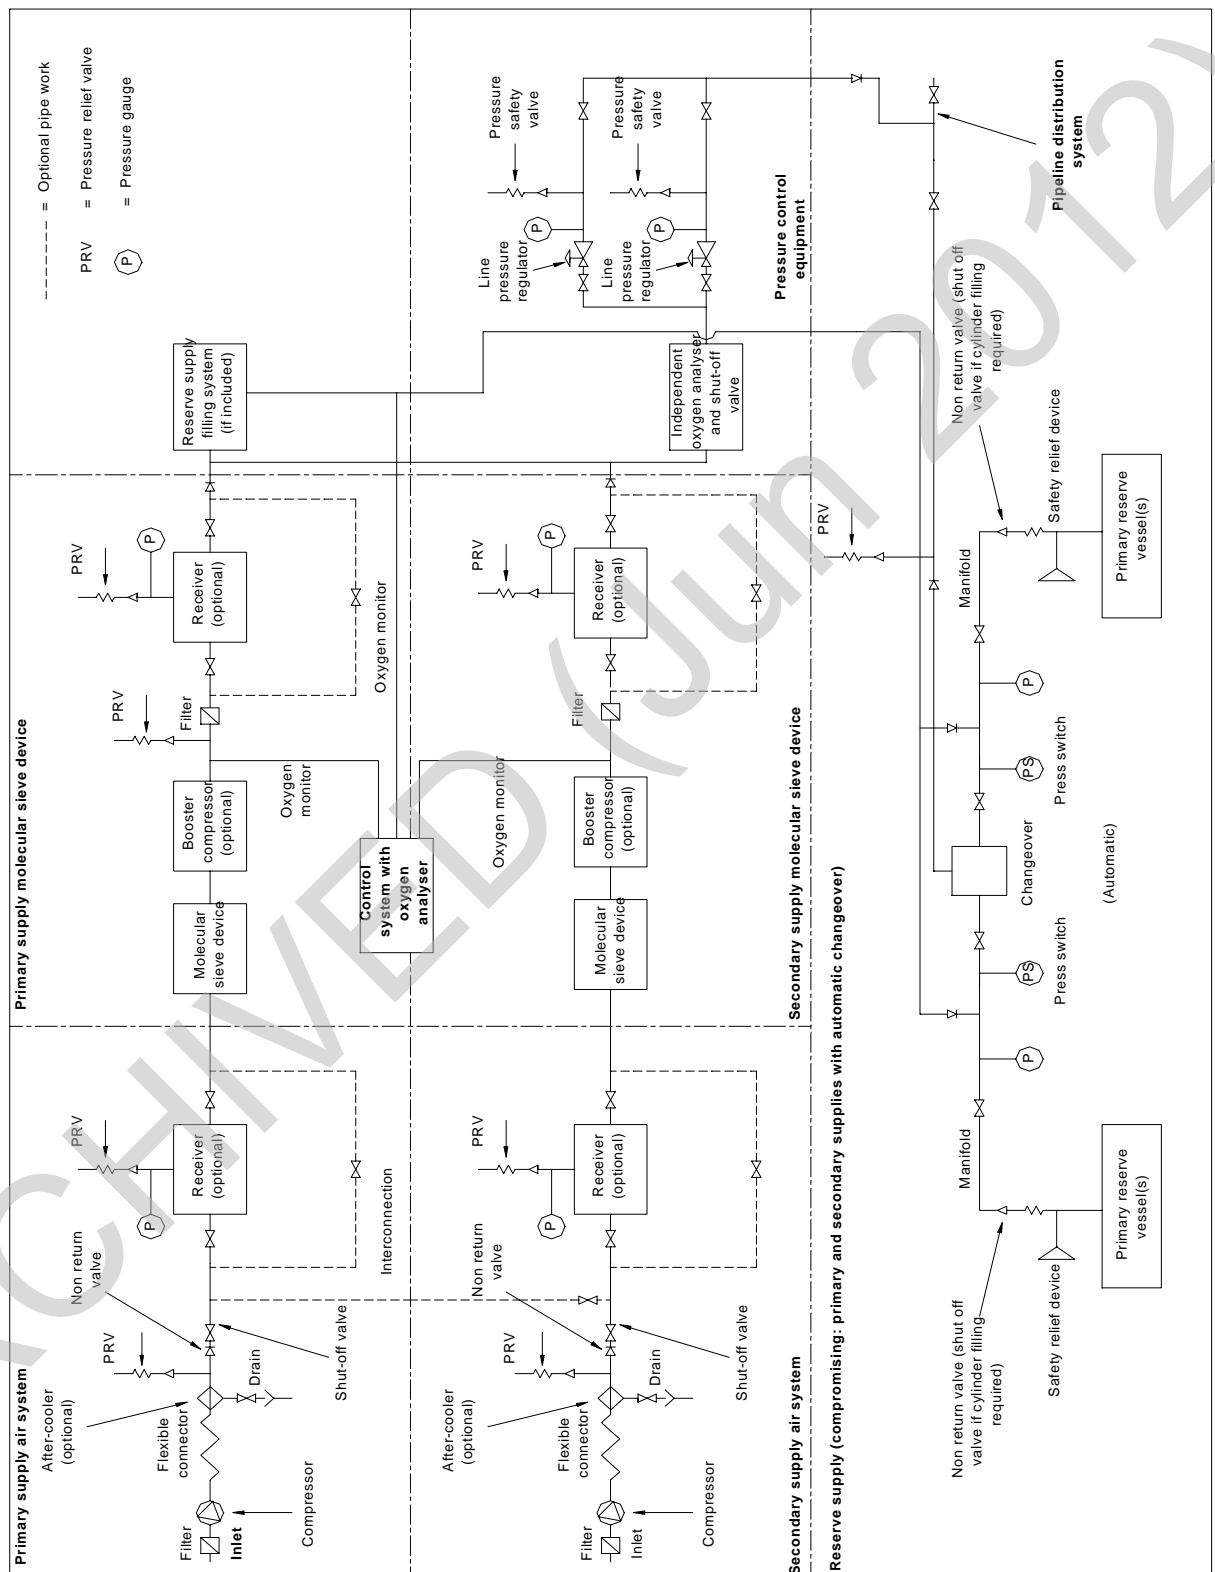 = Optional pipe work
PRV = Pressure relief valve
P = Pressure gauge
Primary supply air system
After-cooler
(optional)
Filter
Inlet
Compressor
Flexible
connector
PRV
Drain
Non return
valve
Shut-off valve
Interconnection
PRV
P
Receiver
(optional)
Primary supply molecular sieve device
Molecular
sieve device
Booster
compressor
(optional)
PRV
Filter
Oxygen
monitor
PRV
P
Receiver
(optional)
Oxygen monitor
Control
system with
oxygen
analyser
Reserve supply
filling system
(if included)
Secondary supply air system
After-cooler
(optional)
Filter
Inlet
Compressor
Flexible
connector
PRV
Drain
Non return
valve
Shut-off valve
PRV
P
Receiver
(optional)
Secondary supply molecular sieve device
Molecular
sieve device
Booster
compressor
(optional)
Oxygen monitor
Filter
PRV
P
Receiver
(optional)
Independent
oxygen analyser
and shut-off
valve
Pressure control
equipment
Line
pressure
regulator
P
Pressure
safety
valve
Line
pressure
regulator
P
Pressure
safety
valve
Reserve supply (compromising: primary and secondary supplies with automatic changeover)
Non return valve (shut off
valve if cylinder filling
required)
Safety relief device
Primary reserve
vessel(s)
Manifold
P
PS
Press switch
Changeover
(Automatic)
PS
Press switch
P
Manifold
PRV
Non return valve (shut off
valve if cylinder filling
required)
Safety relief device
Primary reserve
vessel(s)
Pipeline distribution
system
CHIVED (Jun 2012)